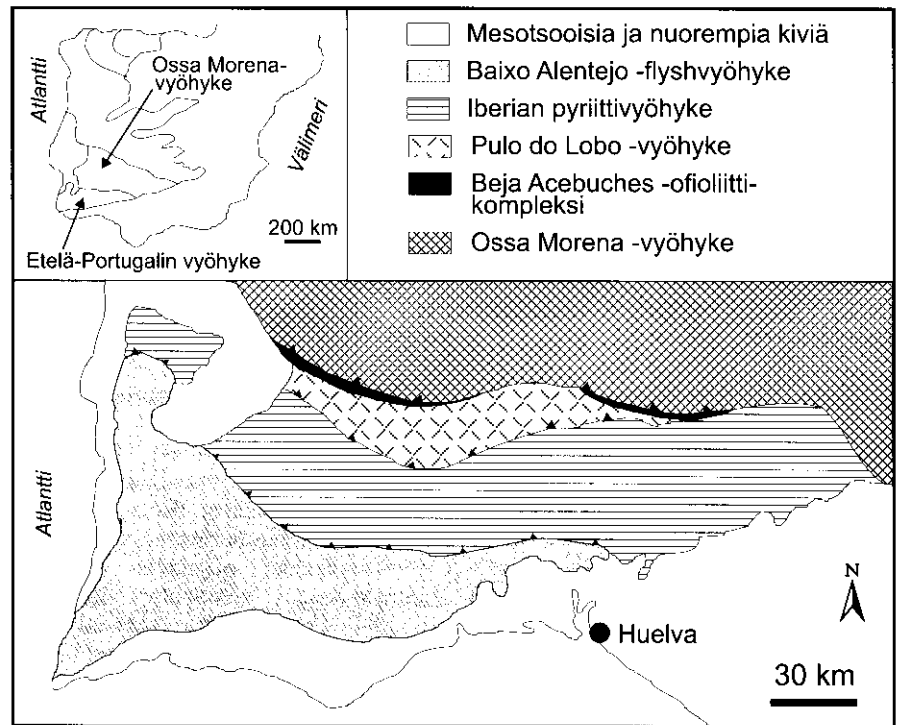 Atlantti
Ossa Morena-
vyöhyke
Välimeri
200 km
Etelä-Portugalin vyöhyke
Mesotsooisia ja nuorempia kiviä
Baixo Alentejo -flyshvyöhyke
Iberian pyriittivyöhyke
Pulo do Lobo -vyöhyke
Beja Acebuches -ofioliitti-
kompleksi
Ossa Morena -vyöhyke
Atlantti
N
Huelva
30 km